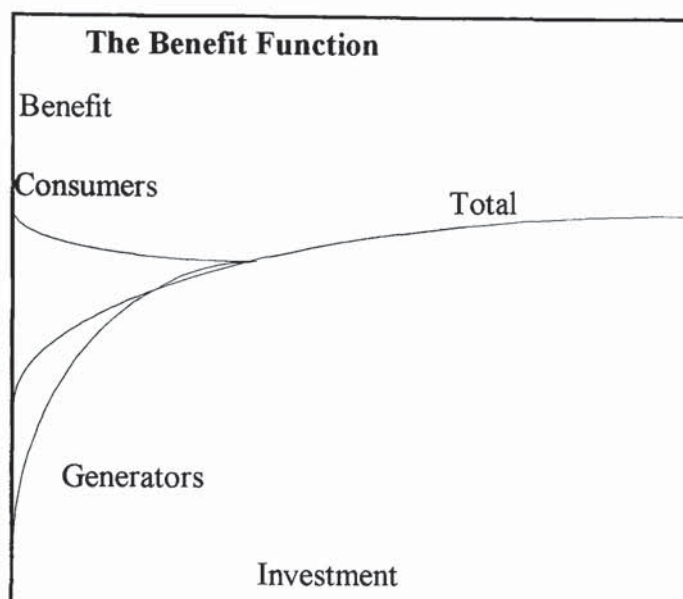 The Benefit Function
Benefit
Consumers
Total
Generators
Investment